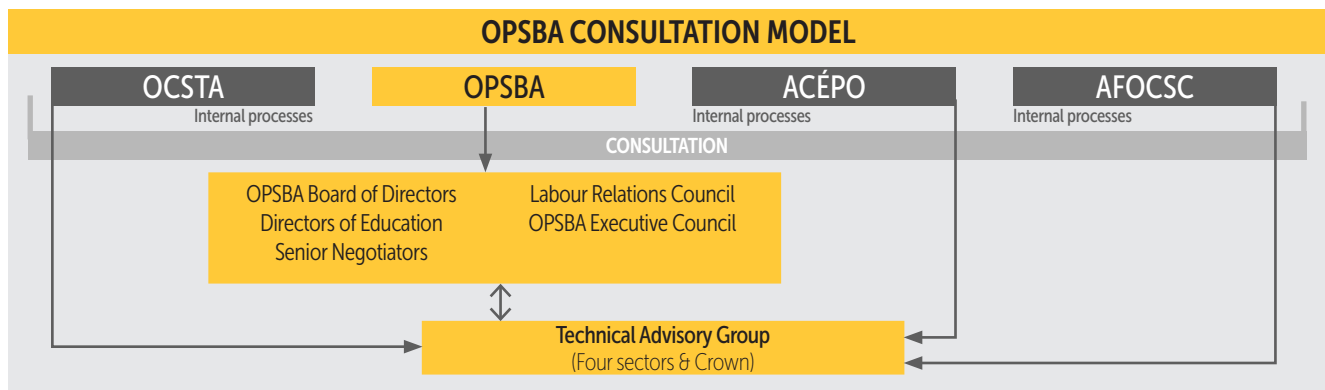 OPSBA CONSULTATION MODEL
OCSTA
OPSBA
ACÉPO
AFOCSC
Internal processes
Internal processes
Internal processes
CONSULTATION
OPSBA Board of Directors
Directors of Education
Senior Negotiators
Labour Relations Council
OPSBA Executive Council
Technical Advisory Group
(Four sectors & Crown)